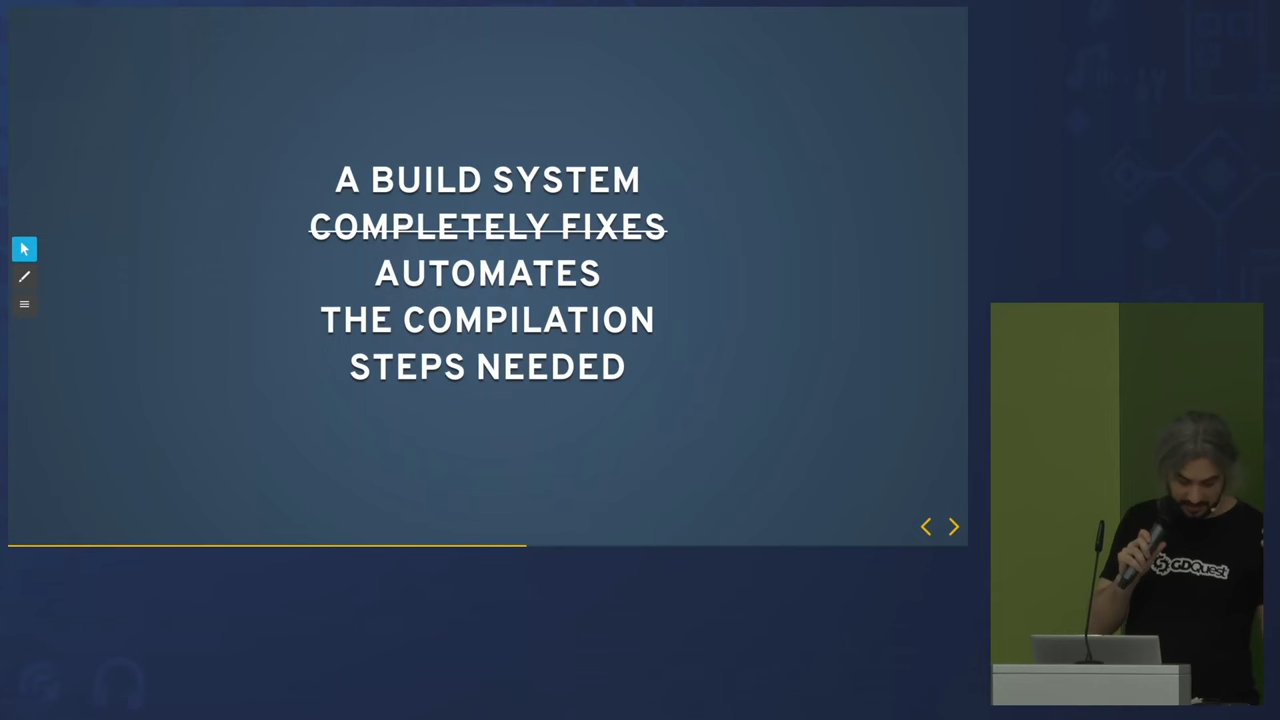 A BUILD SYSTEM
COMPLETELY FIXES
AUTOMATES
THE COMPILATION
STEPS NEEDED
GDQuest